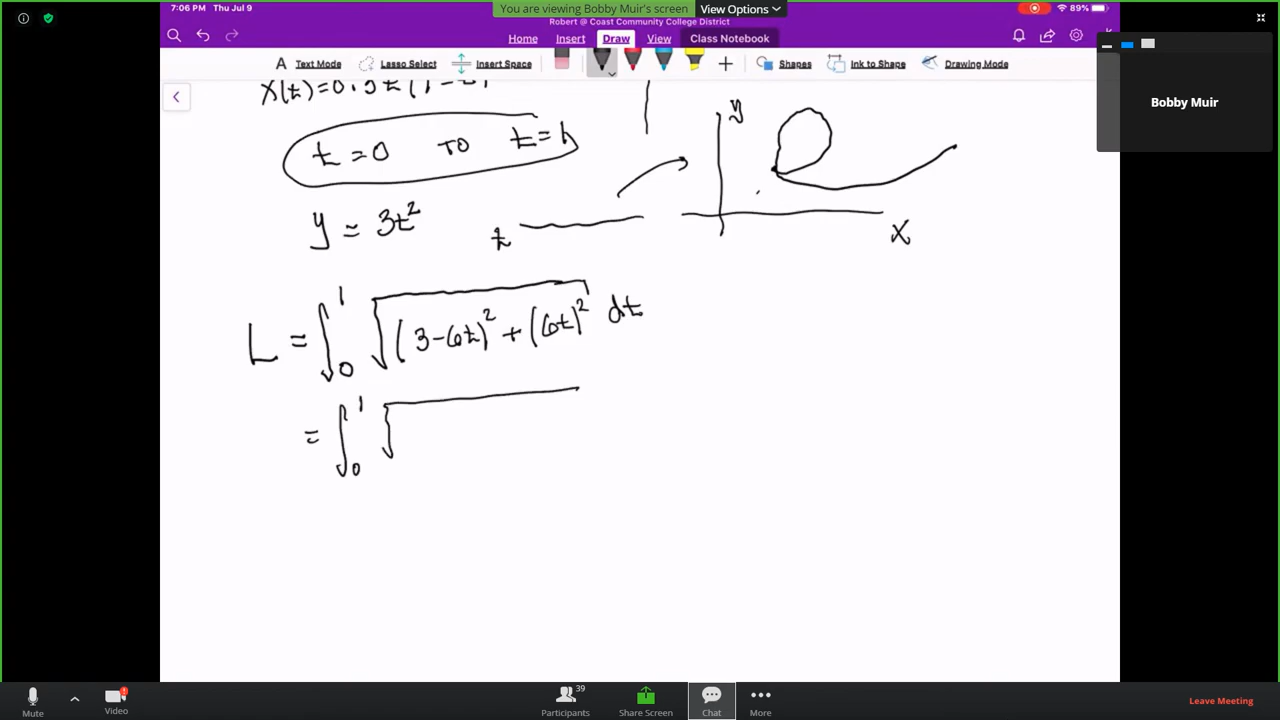 7:06 PM Thu Jul 9
You are viewing Bobby Muir's screen
View Options
89%
Robert @ Coast Community College District
Home Insert Draw View Class Notebook
Text Mode Lasso Select Insert Space Shapes Ink to Shape Drawing Mode
Bobby Muir
t = 0 to t = 1
y
y = 3t²
t
x
L = ∫₀¹ √(3-6t)² + (6t)² dt
= ∫₀¹ √
Mute
Video
Participants
39
Share Screen
Chat
More
Leave Meeting